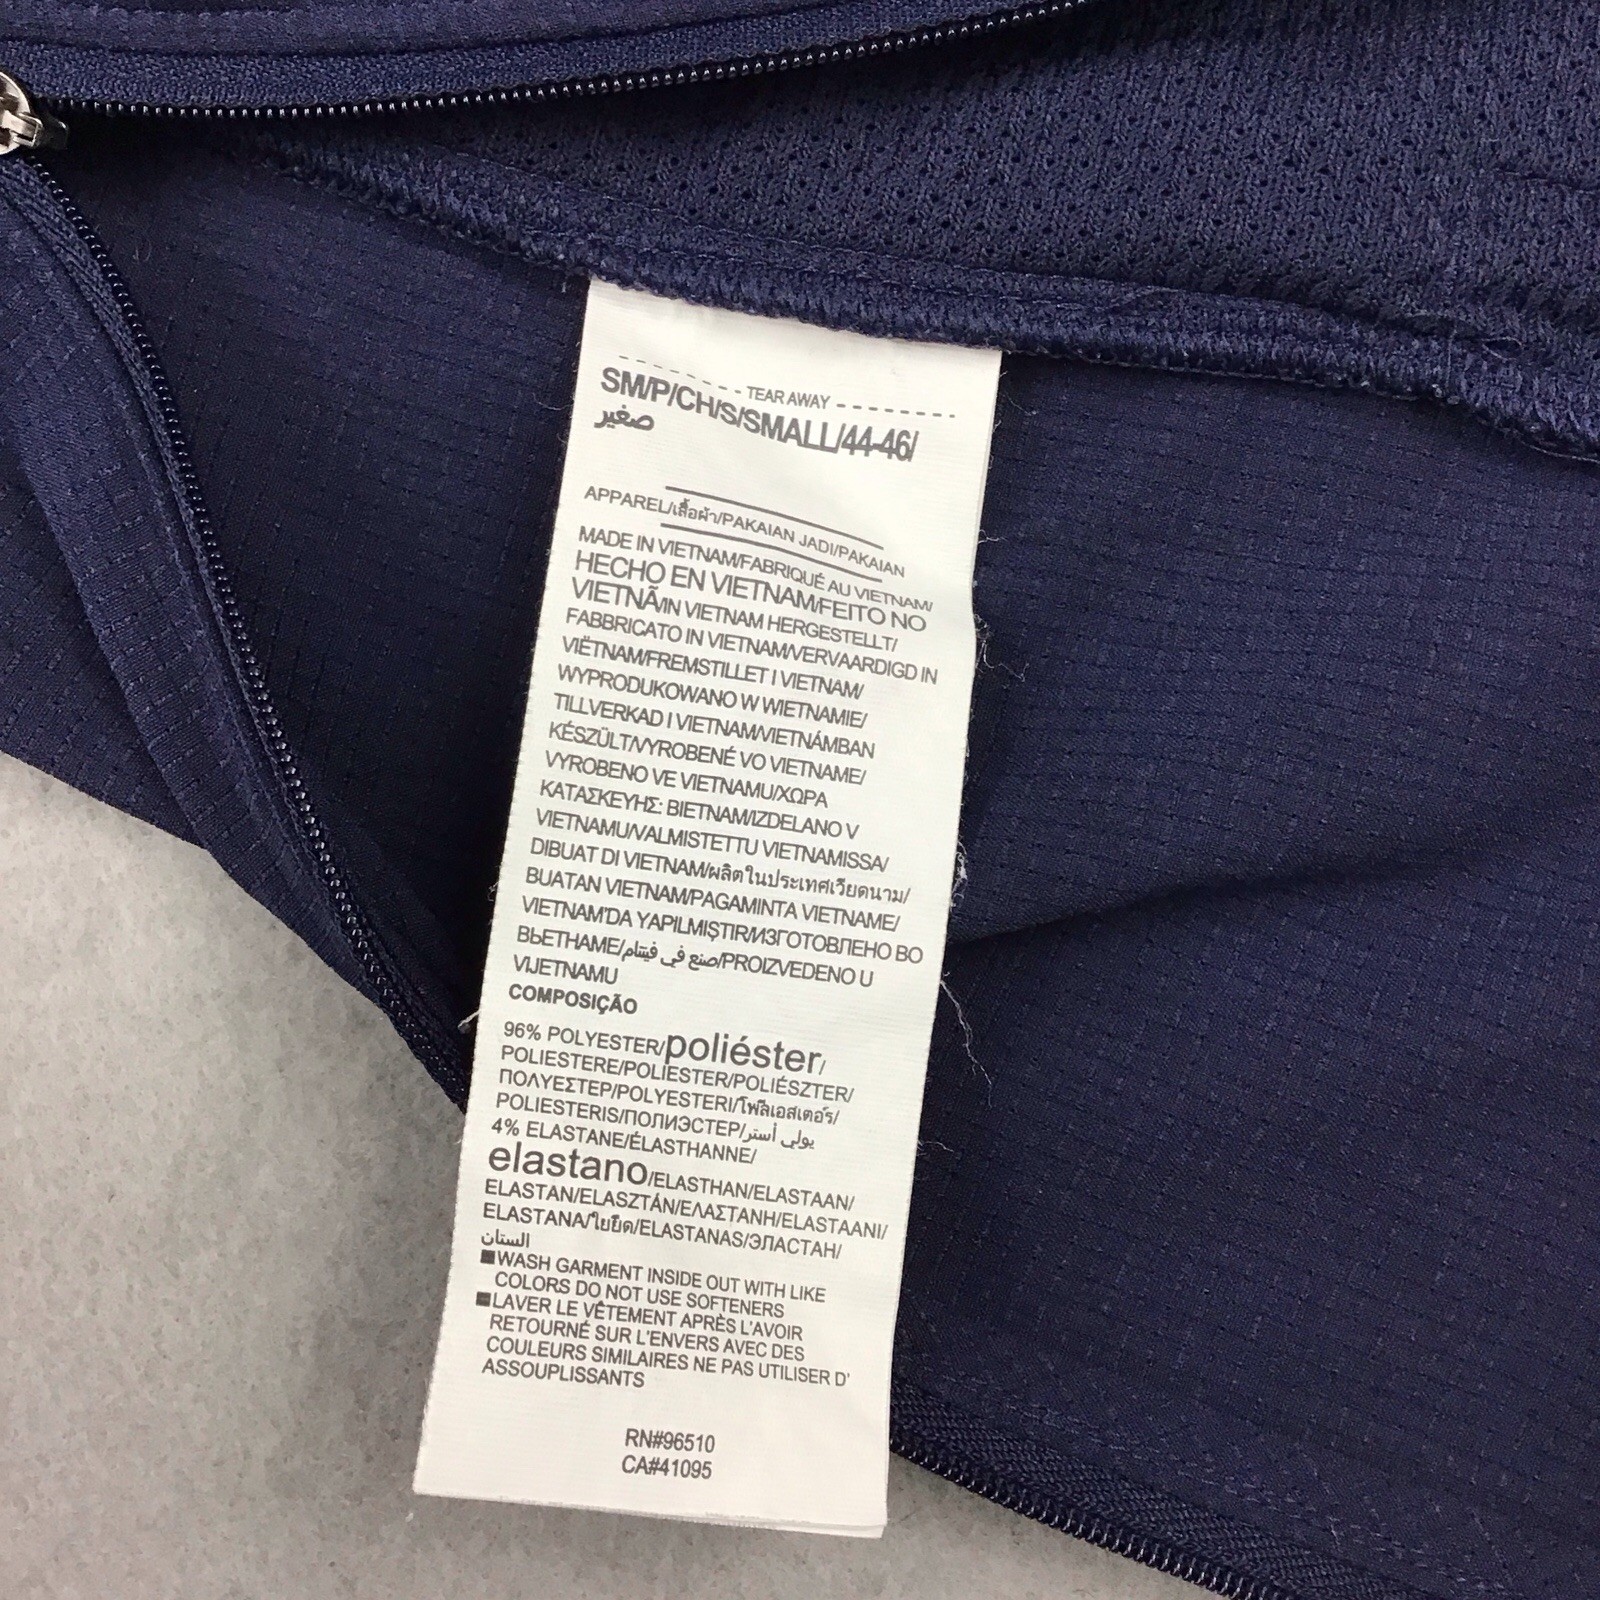 TEAR AWAY
SM/P/CH/S/SMALL/44-46/
صغير
APPAREL/เสื้อผ้า/PAKAIAN JADI/PAKAIAN
MADE IN VIETNAM/FABRIQUÉ AU VIETNAM/
HECHO EN VIETNAM/FEITO NO
VIETNÃ/IN VIETNAM HERGESTELLT/
FABBRICATO IN VIETNAM/VERVAARDIGD IN
VIËTNAM/FREMSTILLET I VIETNAM/
WYPRODUKOWANO W WIETNAMIE/
TILLVERKAD I VIETNAM/VIETNÁMBAN
KÉSZÜLT/VYROBENÉ VO VIETNAME/
VYROBENO VE VIETNAMU/ΧΩΡΑ
ΚΑΤΑΣΚΕΥΗΣ: ΒΙΕΤΝΑΜ/IZDELANO V
VIETNAMU/VALMISTETTU VIETNAMISSA/
DIBUAT DI VIETNAM/ผลิตในประเทศเวียดนาม/
BUATAN VIETNAM/PAGAMINTA VIETNAME/
VIETNAM'DA YAPILMIŞTIR/ИЗГОТОВЛЕНО ВО
ВЬЕТНАМЕ/صنع في فيتنام/PROIZVEDENO U
VIJETNAMU
COMPOSIÇÃO
96% POLYESTER/poliéster/
POLIESTERE/POLIESTER/POLIÉSZTER/
ΠΟΛΥΕΣΤΕΡ/POLYESTERI/โพลีเอสเตอร์/
POLIESTERIS/ПОЛИЭСТЕР/بولي أستر
4% ELASTANE/ÉLASTHANNE/
elastano/ELASTHAN/ELASTAAN/
ELASTAN/ELASZTÁN/ΕΛΑΣΤΑΝΗ/ELASTAANI/
ELASTANA/ใยยืด/ELASTANAS/ЭЛАСТАН/
الستان
■WASH GARMENT INSIDE OUT WITH LIKE
COLORS DO NOT USE SOFTENERS
■LAVER LE VÊTEMENT APRÈS L'AVOIR
RETOURNÉ SUR L'ENVERS AVEC DES
COULEURS SIMILAIRES NE PAS UTILISER D'
ASSOUPLISSANTS
RN#96510
CA#41095